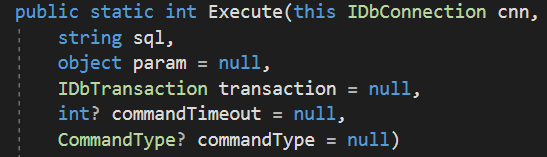 public static int Execute(this IDbConnection cnn,
string sql,
object param = null,
IDbTransaction transaction = null,
int? commandTimeout = null,
CommandType? commandType = null)